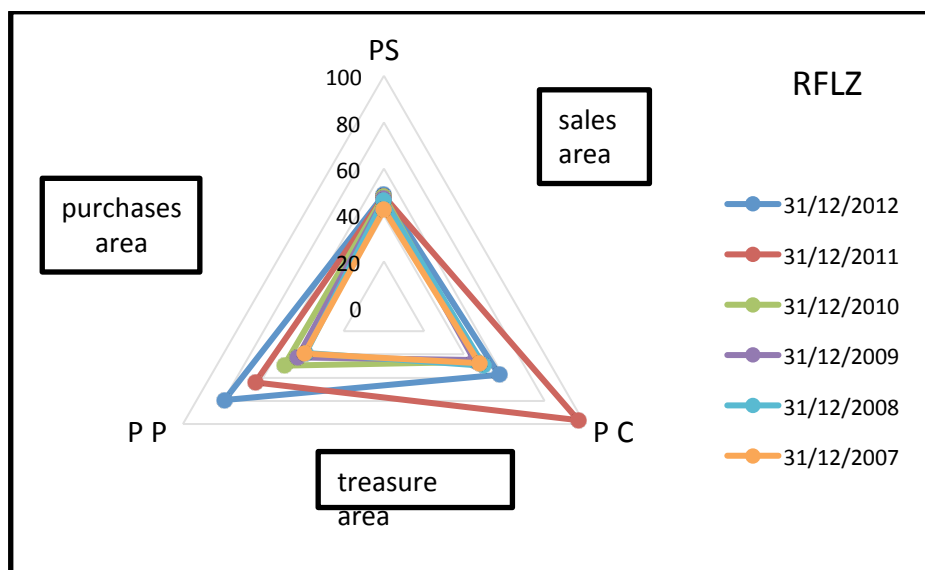 PS
RFLZ
100
80
60
40
20
0
sales
area
purchases
area
P P
P C
treasure
area
31/12/2012
31/12/2011
31/12/2010
31/12/2009
31/12/2008
31/12/2007